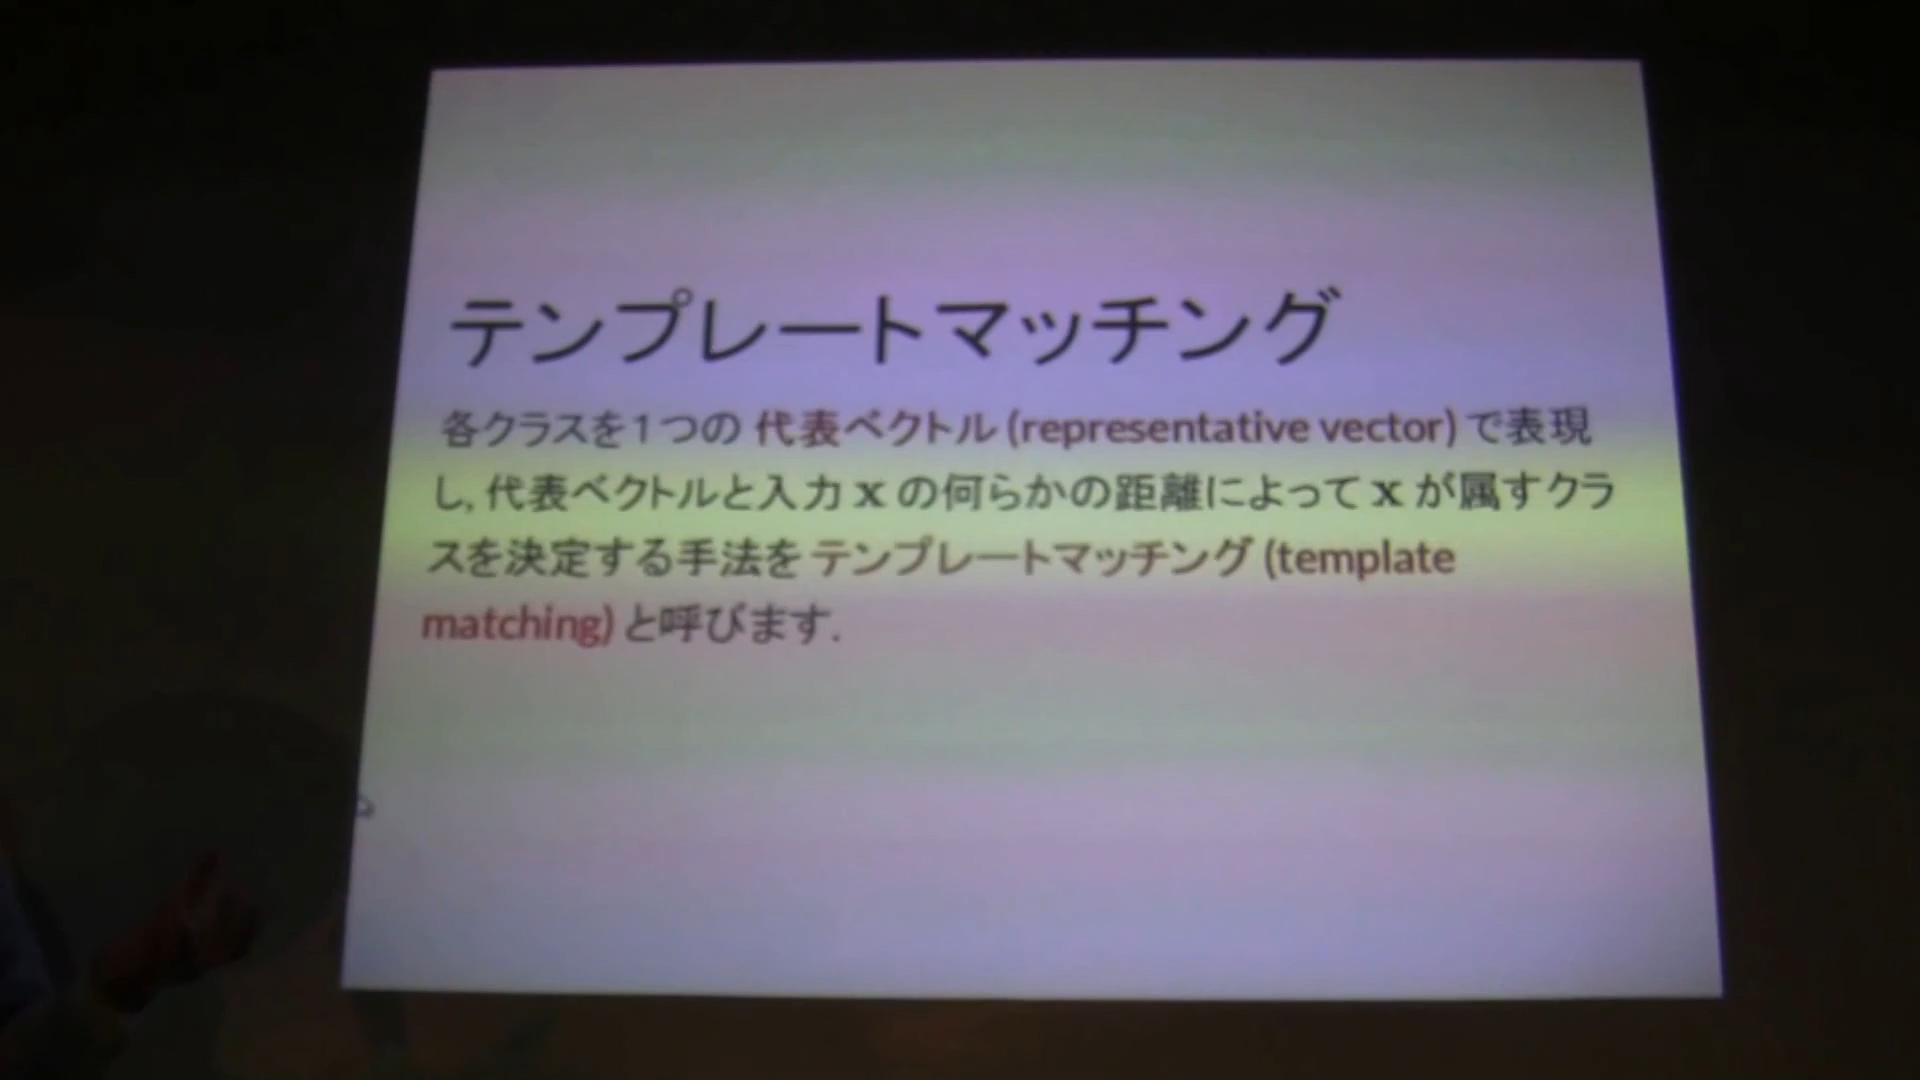 テンプレートマッチング
各クラスを1つの 代表ベクトル (representative vector) で表現
し, 代表ベクトルと入力 x の何らかの距離によって x が属すクラ
スを決定する手法を テンプレートマッチング (template
matching) と呼びます.